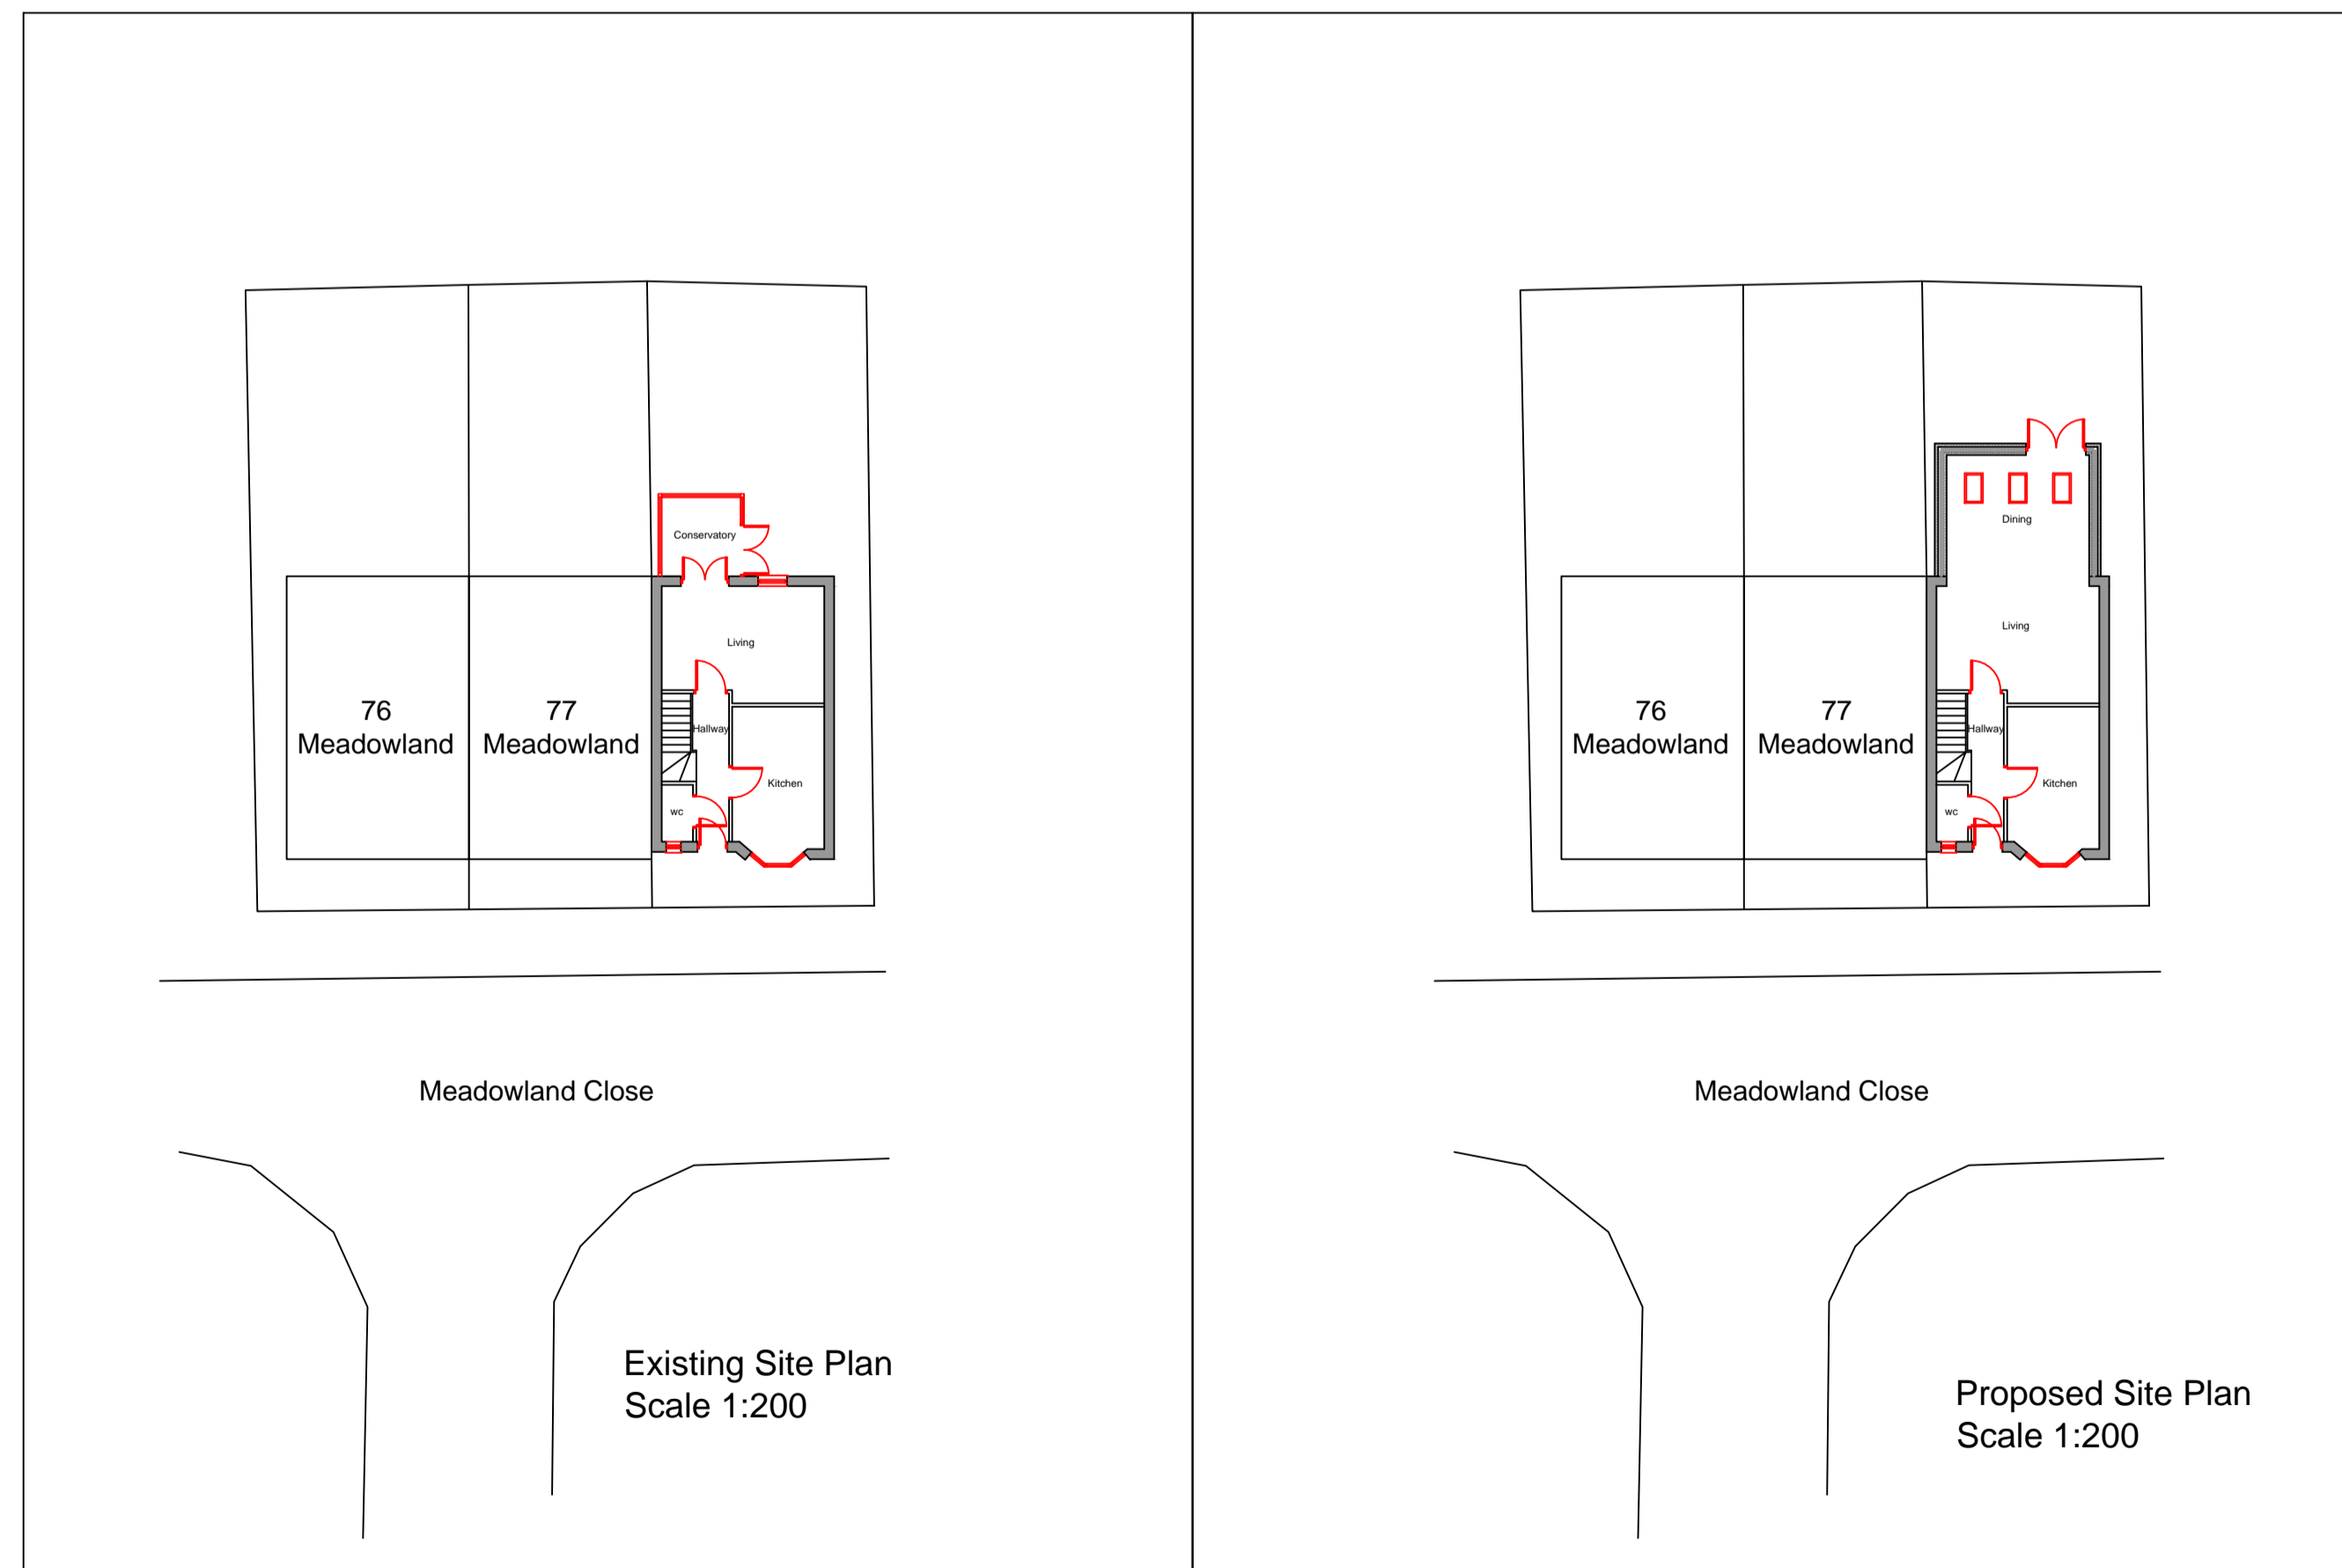 Conservatory
Living
76
Meadowland
77
Meadowland
Hallway
Kitchen
wc
Meadowland Close
Existing Site Plan
Scale 1:200
Dining
Living
76
Meadowland
77
Meadowland
Hallway
Kitchen
wc
Meadowland Close
Proposed Site Plan
Scale 1:200